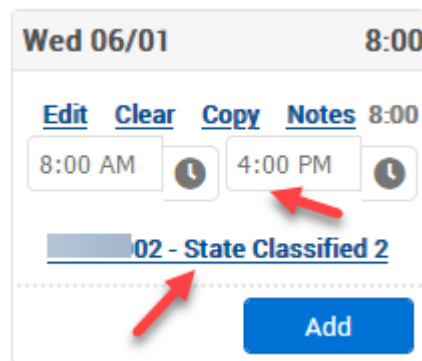 Wed 06/01 8:00
Edit Clear Copy Notes 8:00
8:00 AM 4:00 PM
02 - State Classified 2
Add